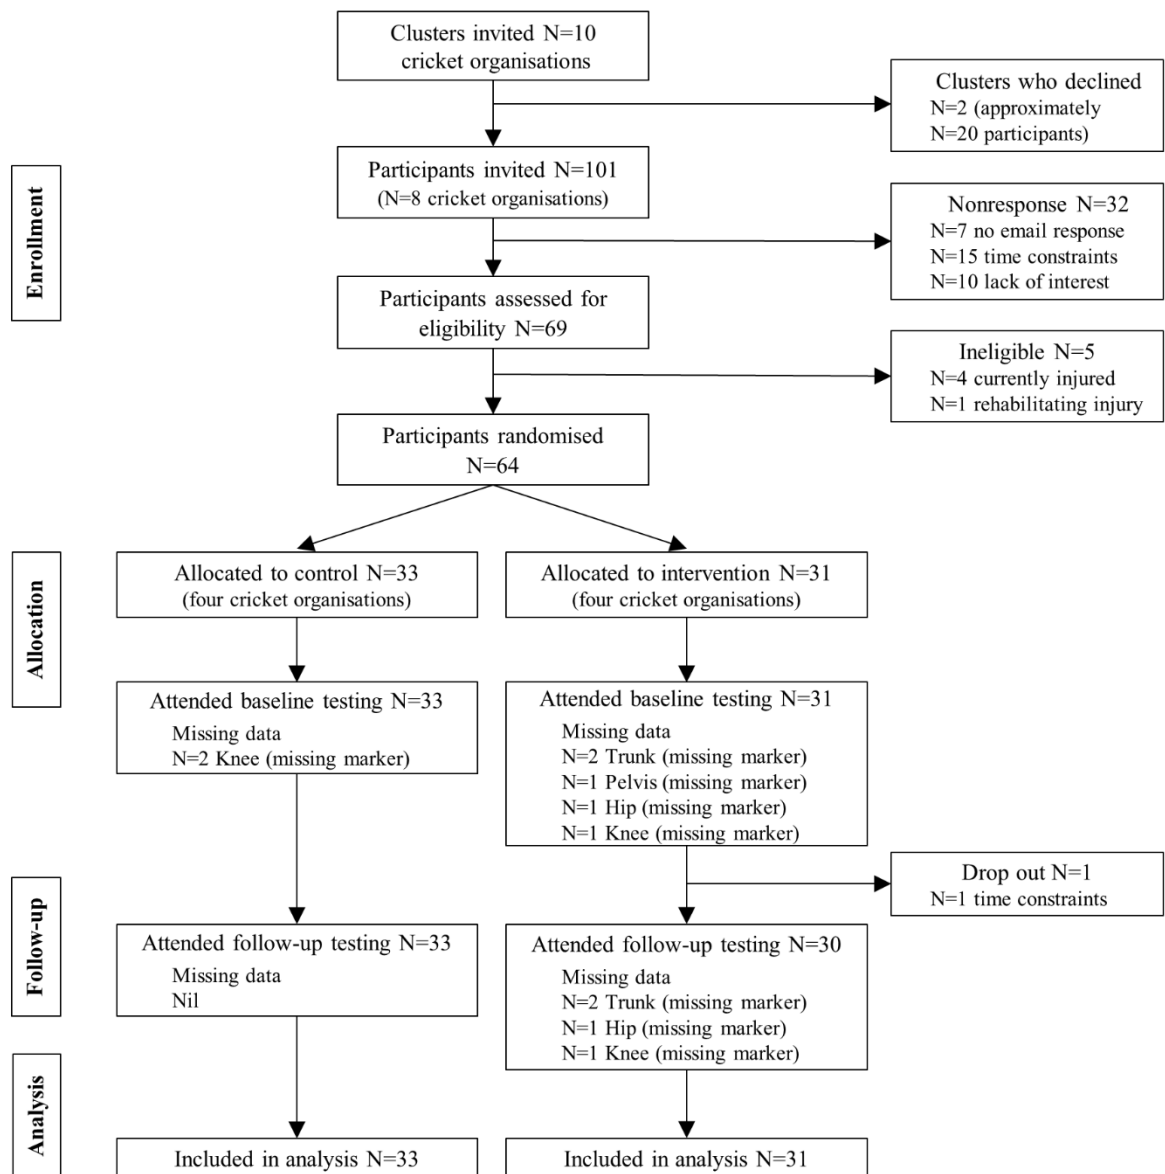 Clusters invited N=10
cricket organisations
Clusters who declined
N=2 (approximately
N=20 participants)
Enrollment
Participants invited N=101
(N=8 cricket organisations)
Nonresponse N=32
N=7 no email response
N=15 time constraints
N=10 lack of interest
Participants assessed for
eligibility N=69
Ineligible N=5
N=4 currently injured
N=1 rehabilitating injury
Participants randomised
N=64
Allocation
Allocated to control N=33
(four cricket organisations)
Allocated to intervention N=31
(four cricket organisations)
Attended baseline testing N=33
Missing data
N=2 Knee (missing marker)
Attended baseline testing N=31
Missing data
N=2 Trunk (missing marker)
N=1 Pelvis (missing marker)
N=1 Hip (missing marker)
N=1 Knee (missing marker)
Drop out N=1
N=1 time constraints
Follow-up
Attended follow-up testing N=33
Missing data
Nil
Attended follow-up testing N=30
Missing data
N=2 Trunk (missing marker)
N=1 Hip (missing marker)
N=1 Knee (missing marker)
Analysis
Included in analysis N=33
Included in analysis N=31